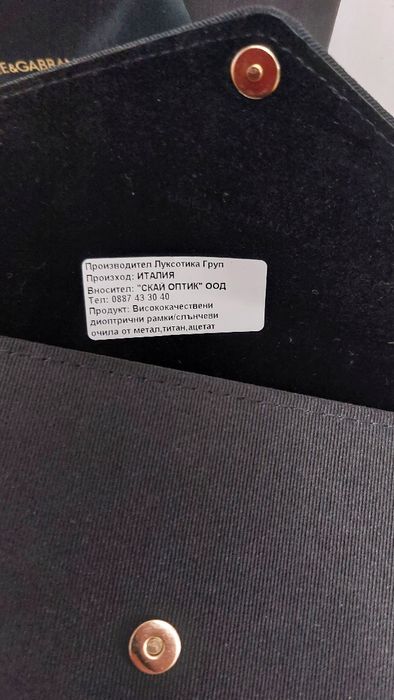 E&GABBANA
Производител Луксотика Груп
Произход: ИТАЛИЯ
Вносител: "СКАЙ ОПТИК" ООД
Тел: 0887 43 30 40
Продукт: Висококачествени
диоптрични рамки/слънчеви
очила от метал,титан,ацетат